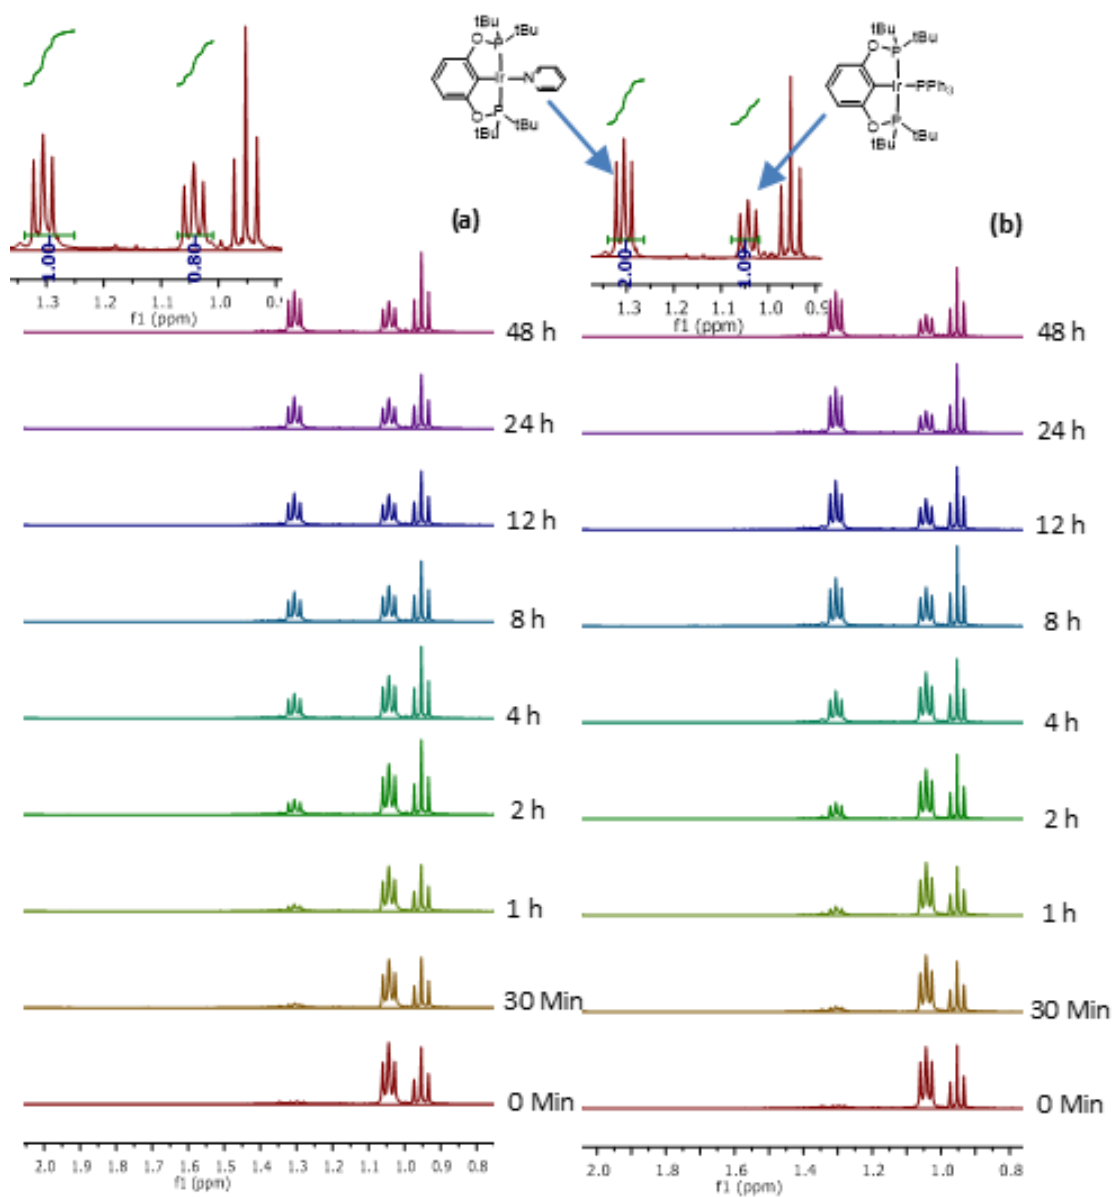 tBu
tBu
O
P
Ir
N
O
P
tBu
tBu
tBu
tBu
O
P
Ir
PPh3
O
P
tBu
tBu
(a)
1.00
0.80
1.3
1.2
1.1
1.0
0.9
f1 (ppm)
(b)
2.00
1.09
1.3
1.2
1.1
1.0
0.9
f1 (ppm)
48 h
24 h
12 h
8 h
4 h
2 h
1 h
30 Min
0 Min
2.0 1.9 1.8 1.7 1.6 1.5 1.4 1.3 1.2 1.1 1.0 0.9 0.8
f1 (ppm)
48 h
24 h
12 h
8 h
4 h
2 h
1 h
30 Min
0 Min
2.0 1.8 1.6 1.4 1.2 1.0 0.8
f1 (ppm)